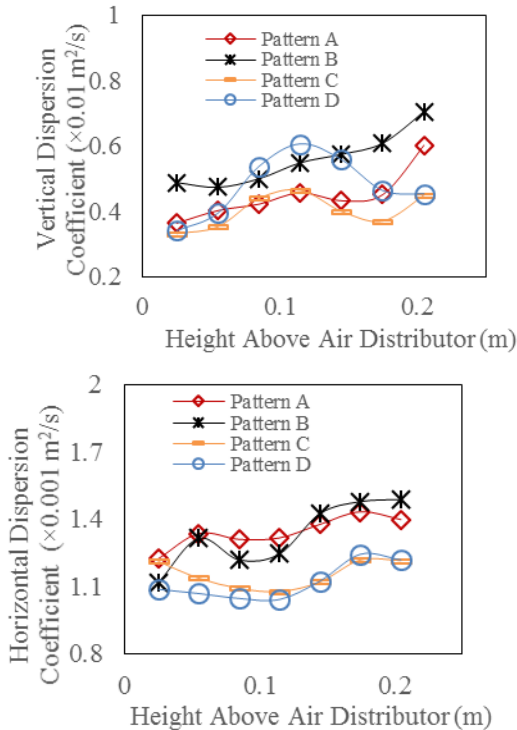 1
Pattern A
Pattern B
Pattern C
Pattern D
0.8
0.6
0.4
0.2
Vertical Dispersion
Coefficient (×0.01 m²/s)
0
0.1
0.2
Height Above Air Distributor (m)
2
Pattern A
Pattern B
Pattern C
Pattern D
1.7
1.4
1.1
0.8
Horizontal Dispersion
Coefficient (×0.001 m²/s)
0
0.1
0.2
Height Above Air Distributor (m)